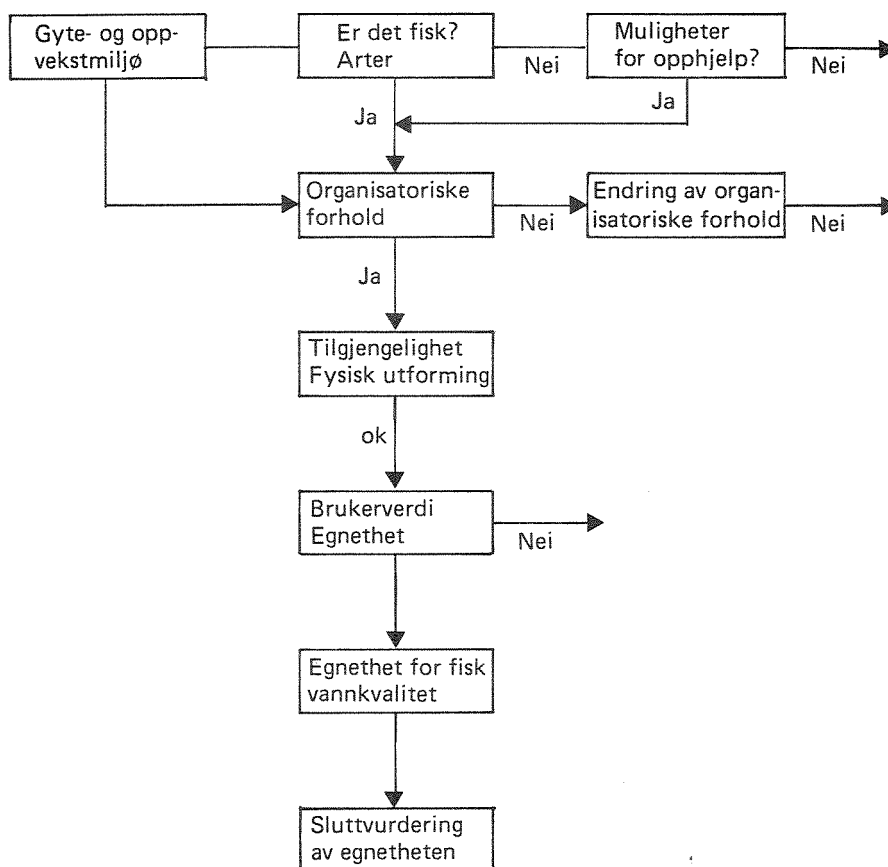 Gyte- og opp-
vekstmiljø
Er det fisk?
Arter
Nei
Muligheter
for opphjelp?
Nei
Ja
Ja
Organisatoriske
forhold
Nei
Endring av organ-
isatoriske forhold
Nei
Ja
Tilgjengelighet
Fysisk utforming
ok
Brukerverdi
Egnethet
Nei
Egnethet for fisk
vannkvalitet
Sluttvurdering
av egnetheten